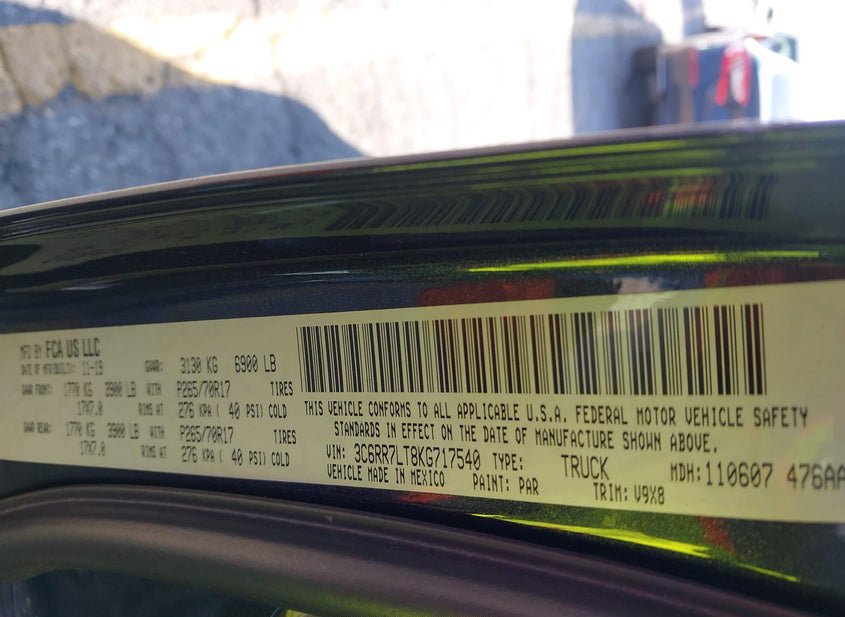 MFD BY FCA US LLC
DATE OF MFR(BUILT): 11-19 GVWR: 3130 KG 6900 LB
GAWR FRONT: 1770 KG 3900 LB WITH P265/70R17 TIRES
17X7.0 RIMS AT 276 KPA ( 40 PSI) COLD
GAWR REAR: 1770 KG 3900 LB WITH P265/70R17 TIRES
17X7.0 RIMS AT 276 KPA ( 40 PSI) COLD
THIS VEHICLE CONFORMS TO ALL APPLICABLE U.S.A. FEDERAL MOTOR VEHICLE SAFETY
STANDARDS IN EFFECT ON THE DATE OF MANUFACTURE SHOWN ABOVE.
VIN: 3C6RR7LT8KG717540 TYPE: TRUCK MDH:110607 476AA
VEHICLE MADE IN MEXICO PAINT: PAR TRIM: V9X8